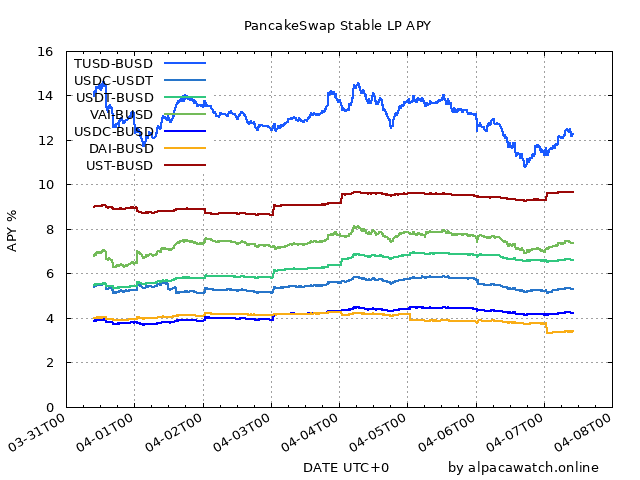 PancakeSwap Stable LP APY
16
14
12
10
8
6
4
2
0
APY %
TUSD-BUSD
USDC-USDT
USDT-BUSD
VAI-BUSD
USDC-BUSD
DAI-BUSD
UST-BUSD
03-31T00
04-01T00
04-02T00
04-03T00
04-04T00
04-05T00
04-06T00
04-07T00
04-08T00
DATE UTC+0
by alpacawatch.online